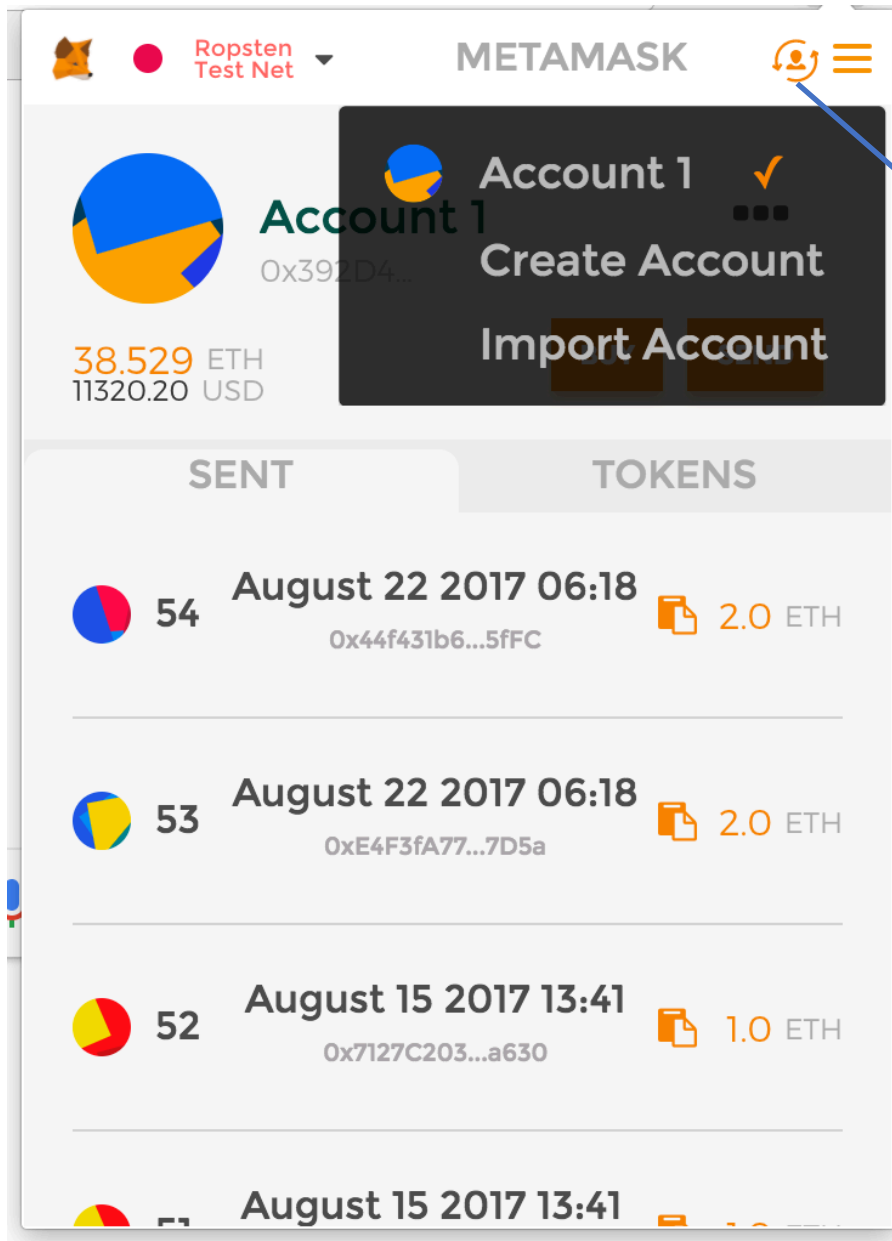 Ropsten
Test Net
METAMASK
Account 1
Account 1
0x392D4...
Create Account
Import Account
BUY
SEND
38.529 ETH
11320.20 USD
SENT
TOKENS
54
August 22 2017 06:18
0x44f431b6...5fFC
2.0 ETH
53
August 22 2017 06:18
0xE4F3fA77...7D5a
2.0 ETH
52
August 15 2017 13:41
0x7127C203...a630
1.0 ETH
August 15 2017 13:41